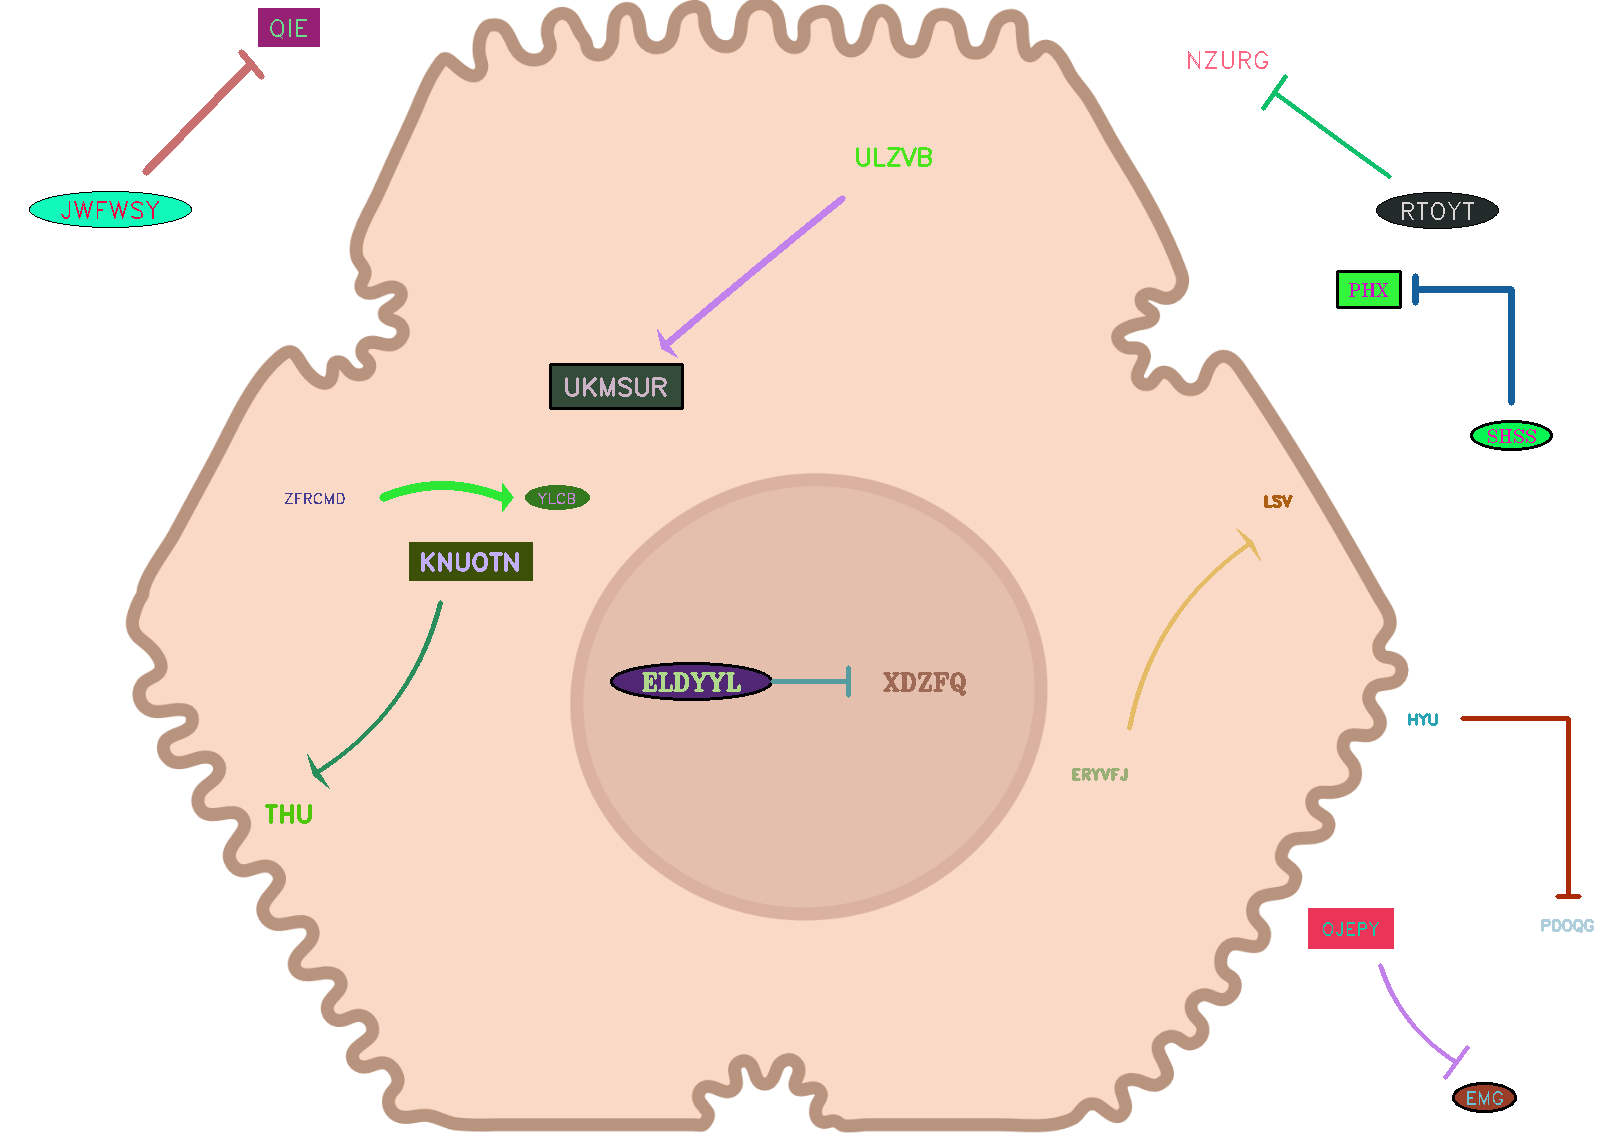 QIE
NZURG
ULZVB
JWFWSY
RTOYT
PHX
UKMSUR
SHSS
ZFRCMD
YLCB
LSV
KNUOTN
ELDYYL
XDZFQ
HYU
ERYVFJ
THU
PDOQG
OJEPY
EMG